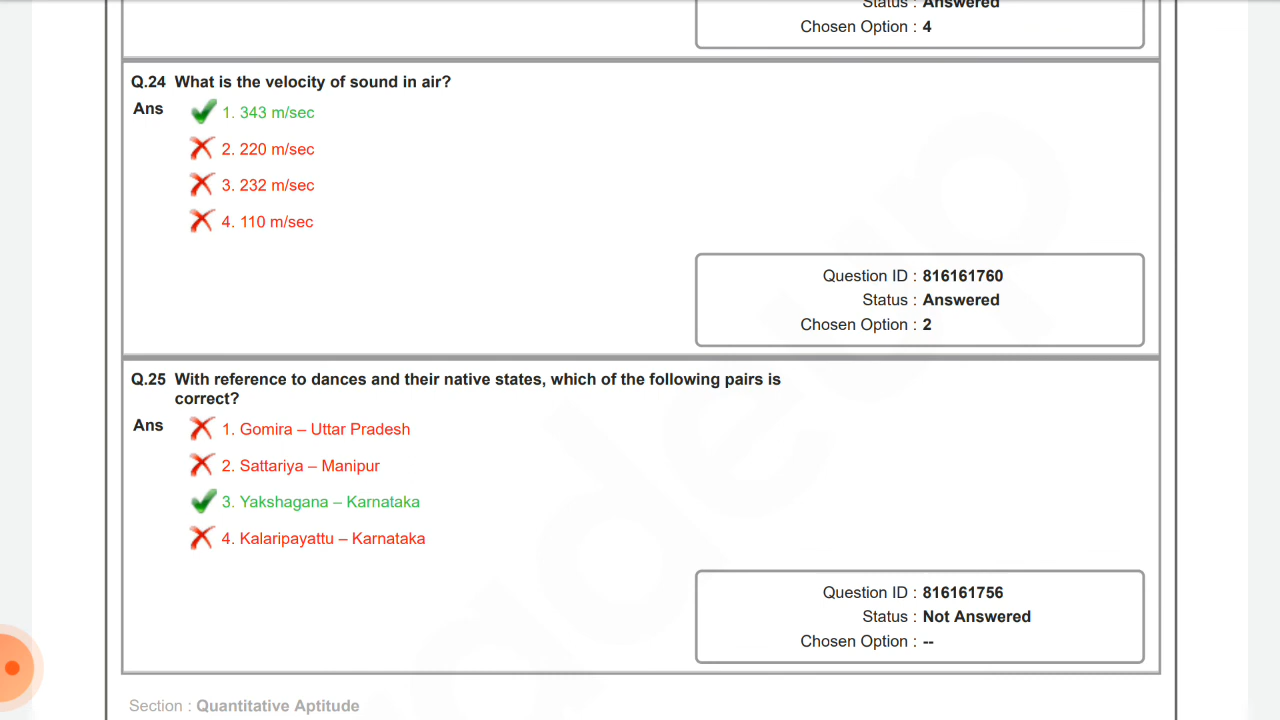 Status : Answered
Chosen Option : 4
Q.24 What is the velocity of sound in air?
Ans 1. 343 m/sec
2. 220 m/sec
3. 232 m/sec
4. 110 m/sec
Question ID : 816161760
Status : Answered
Chosen Option : 2
Q.25 With reference to dances and their native states, which of the following pairs is
correct?
Ans 1. Gomira – Uttar Pradesh
2. Sattariya – Manipur
3. Yakshagana – Karnataka
4. Kalaripayattu – Karnataka
Question ID : 816161756
Status : Not Answered
Chosen Option : --
Section : Quantitative Aptitude